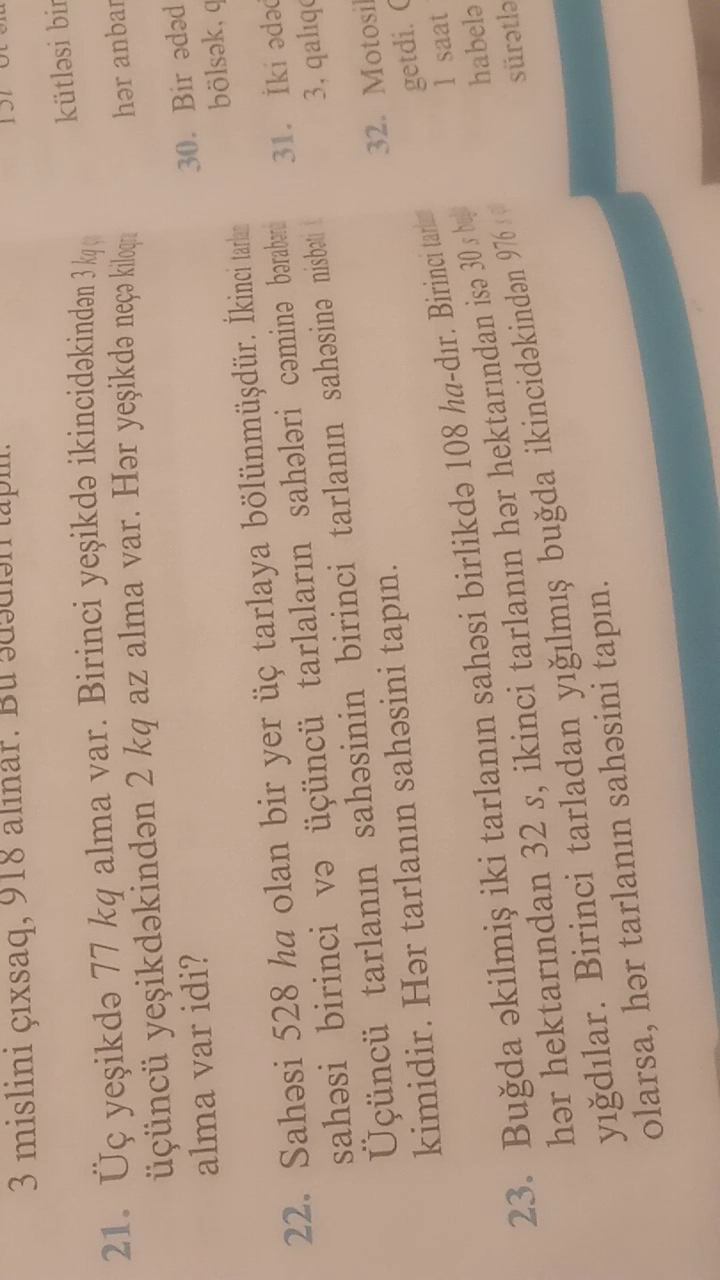 3 mislini çıxsaq, 918 alınar. Bu ədədləri tapın.
21. Üç yeşikdə 77 kq alma var. Birinci yeşikdə ikincidəkindən 3 kq
üçüncü yeşikdəkindən 2 kq az alma var. Hər yeşikdə neçə kiloqra
alma var idi?
22. Sahəsi 528 ha olan bir yer üç tarlaya bölünmüşdür. İkinci tarlan
sahəsi birinci və üçüncü tarlaların sahələri cəminə bərabərd
Üçüncü tarlanın sahəsinin birinci tarlanın sahəsinə nisbəti
kimidir. Hər tarlanın sahəsini tapın.
23. Buğda əkilmiş iki tarlanın sahəsi birlikdə 108 ha-dır. Birinci tarlan
hər hektarından 32 s, ikinci tarlanın hər hektarından isə 30 s
yığdılar. Birinci tarladan yığılmış buğda ikincidəkindən 976 s
olarsa, hər tarlanın sahəsini tapın.
kütləsi bir
hər anbar
30. Bir ədəd
bölsək, q
31. İki ədəd
3, qalıq
32. Motosikl
getdi.
1 saat
habelə
sürətlə